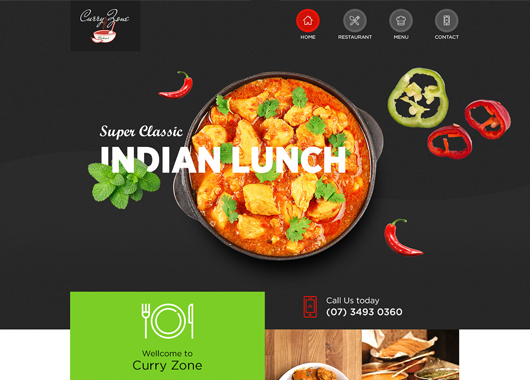 Curry Zone
HOME
RESTAURANT
MENU
CONTACT
Super Classic
INDIAN LUNCH
Call Us today
(07) 3493 0360
Wellcome to
Curry Zone